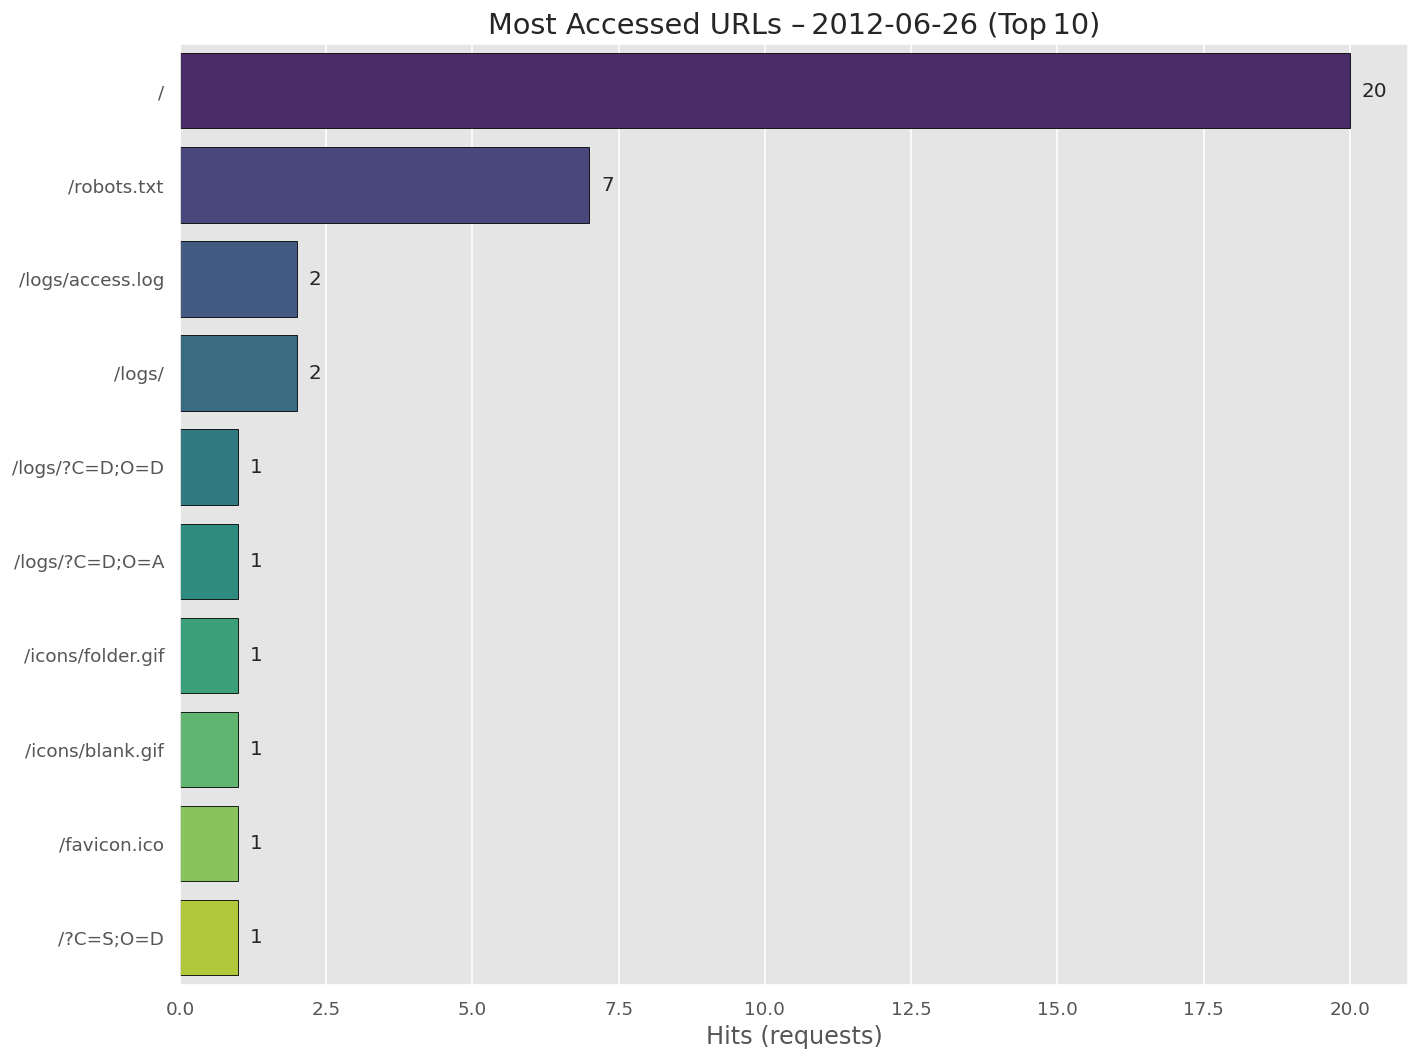 Most Accessed URLs – 2012-06-26 (Top 10)
/
20
/robots.txt
7
/logs/access.log
2
/logs/
2
/logs/?C=D;O=D
1
/logs/?C=D;O=A
1
/icons/folder.gif
1
/icons/blank.gif
1
/favicon.ico
1
/?C=S;O=D
1
0.0 2.5 5.0 7.5 10.0 12.5 15.0 17.5 20.0
Hits (requests)